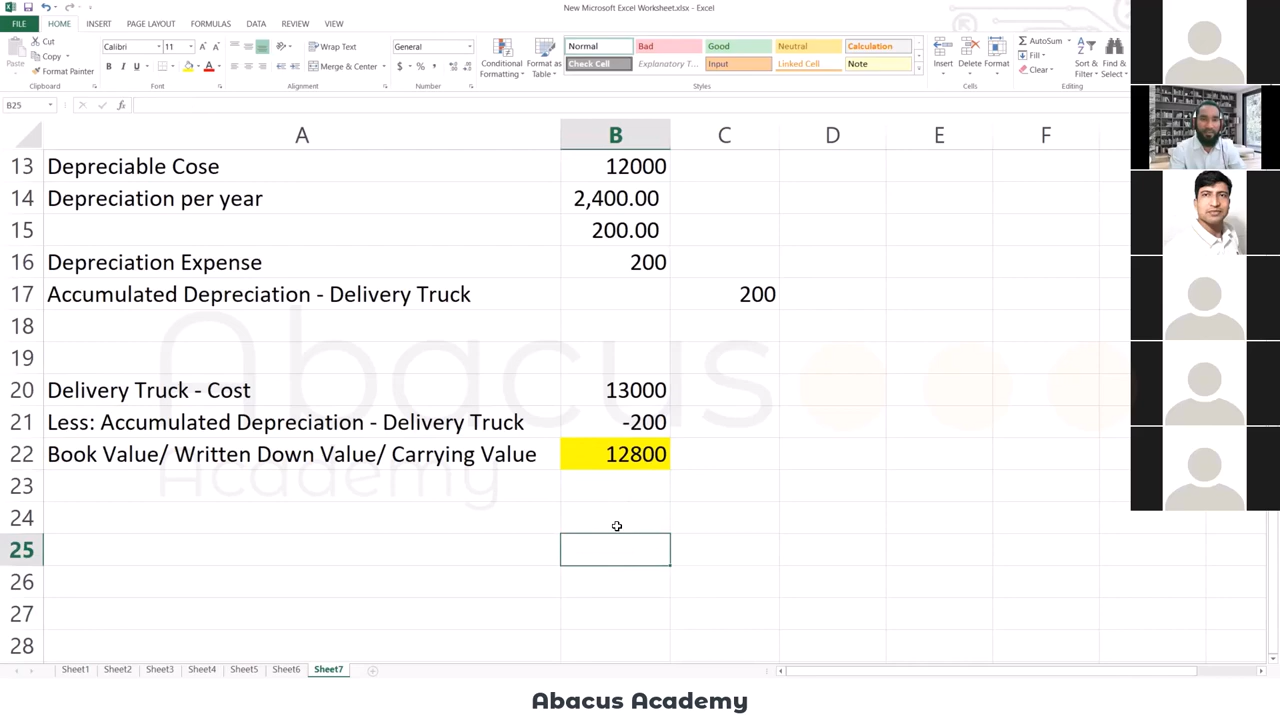 New Microsoft Excel Worksheet.xlsx - Excel
FILE HOME INSERT PAGE LAYOUT FORMULAS DATA REVIEW VIEW
Paste Cut Copy Format Painter
Calibri 11 B I U
Wrap Text Merge & Center
General $ % ,
Conditional Formatting Format as Table
Normal Bad Good Neutral Calculation
Check Cell Explanatory T... Input Linked Cell Note
Insert Delete Format
AutoSum Fill Clear Sort & Filter Find & Select
Clipboard Font Alignment Number Styles Cells Editing
B25 fx
A B C D E F
13 Depreciable Cose 12000
14 Depreciation per year 2,400.00
15 200.00
16 Depreciation Expense 200
17 Accumulated Depreciation - Delivery Truck 200
18
19
20 Delivery Truck - Cost 13000
21 Less: Accumulated Depreciation - Delivery Truck -200
22 Book Value/ Written Down Value/ Carrying Value 12800
23
24
25
26
27
28
Abacus
Academy
Sheet1 Sheet2 Sheet3 Sheet4 Sheet5 Sheet6 Sheet7
Abacus Academy